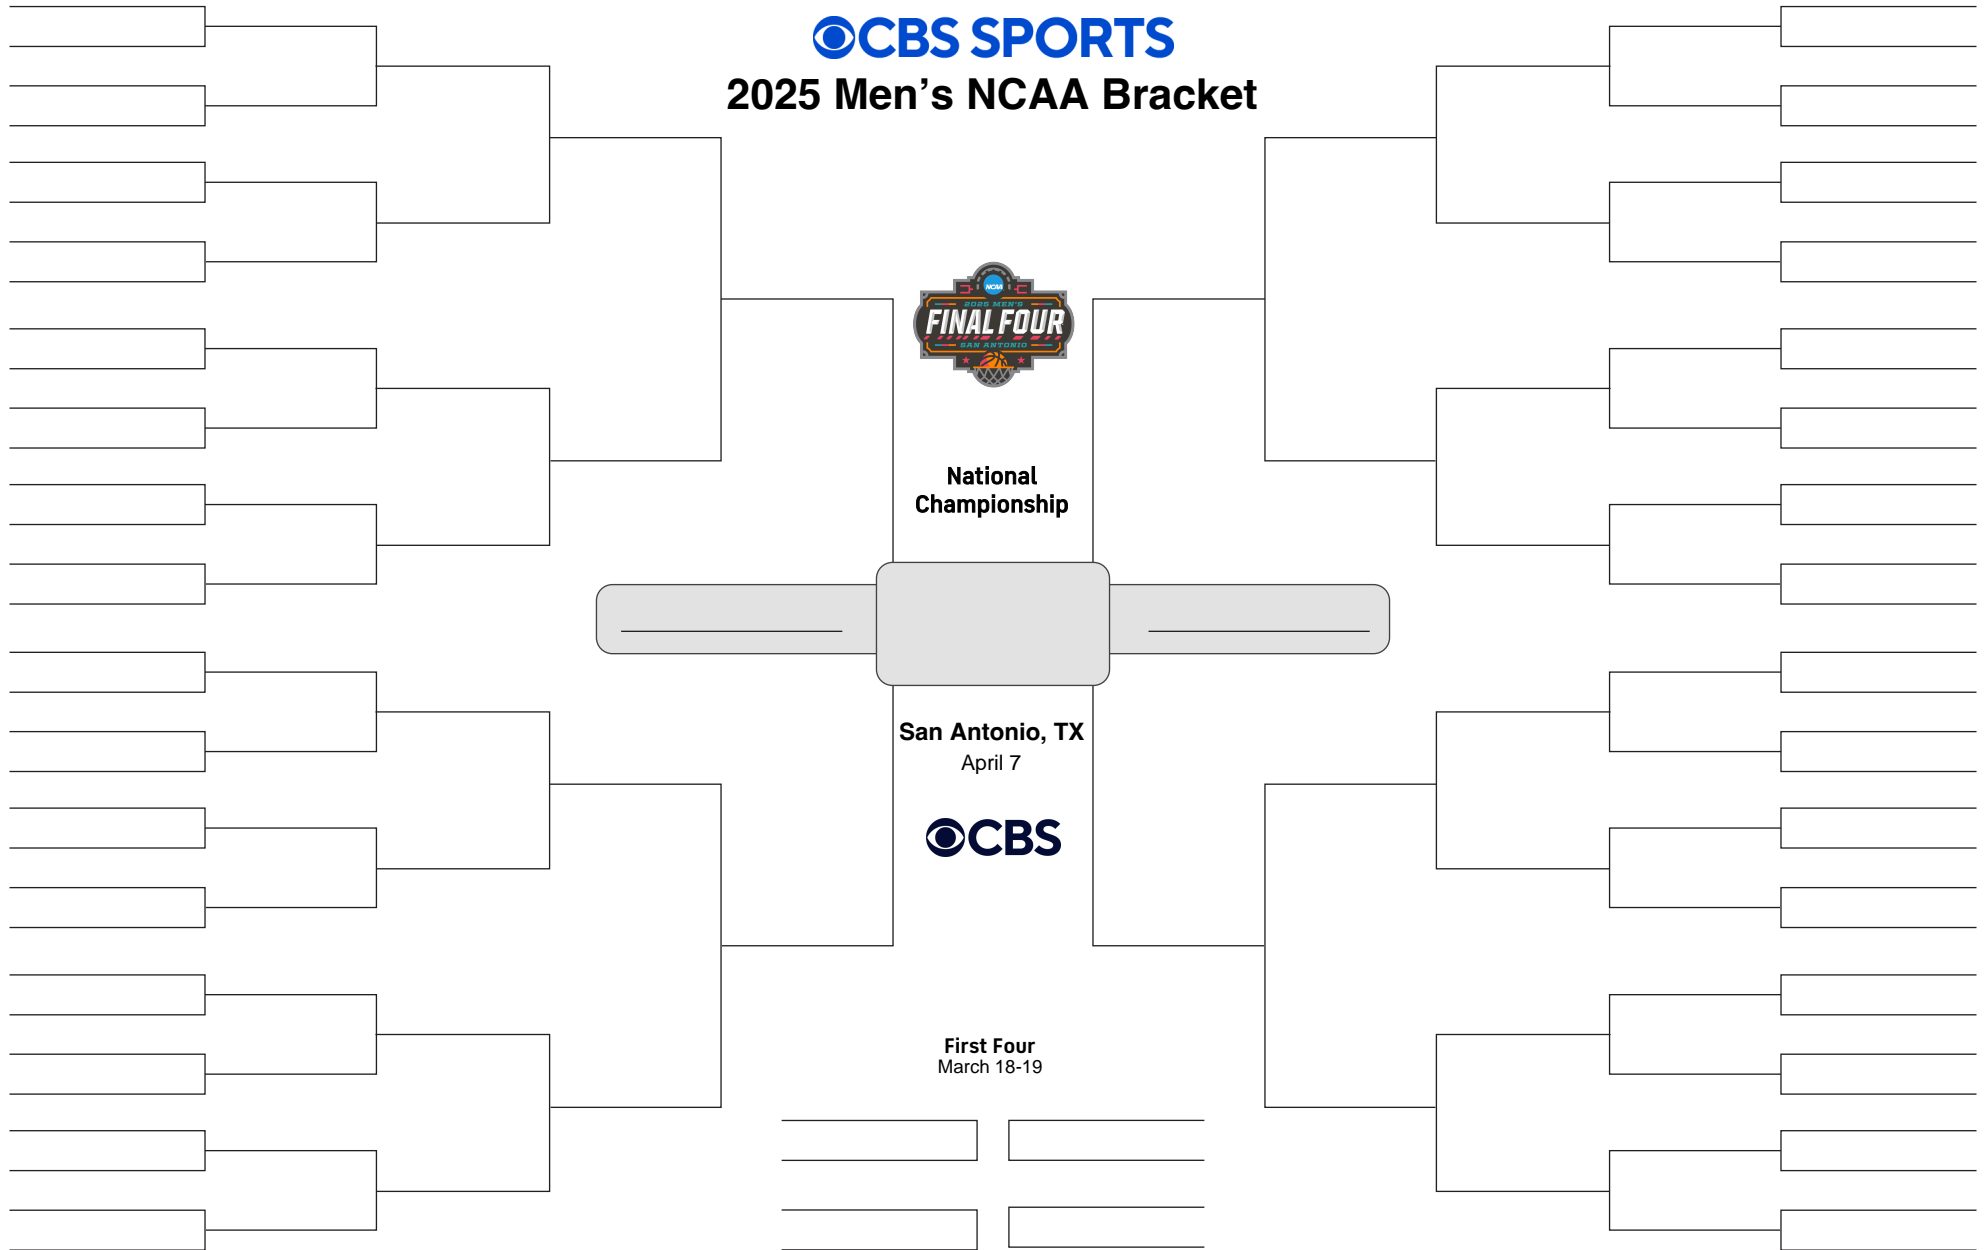 CBS SPORTS
2025 Men's NCAA Bracket
NCAA
2025 MEN'S
FINAL FOUR
SAN ANTONIO
National
Championship
San Antonio, TX
April 7
CBS
First Four
March 18-19